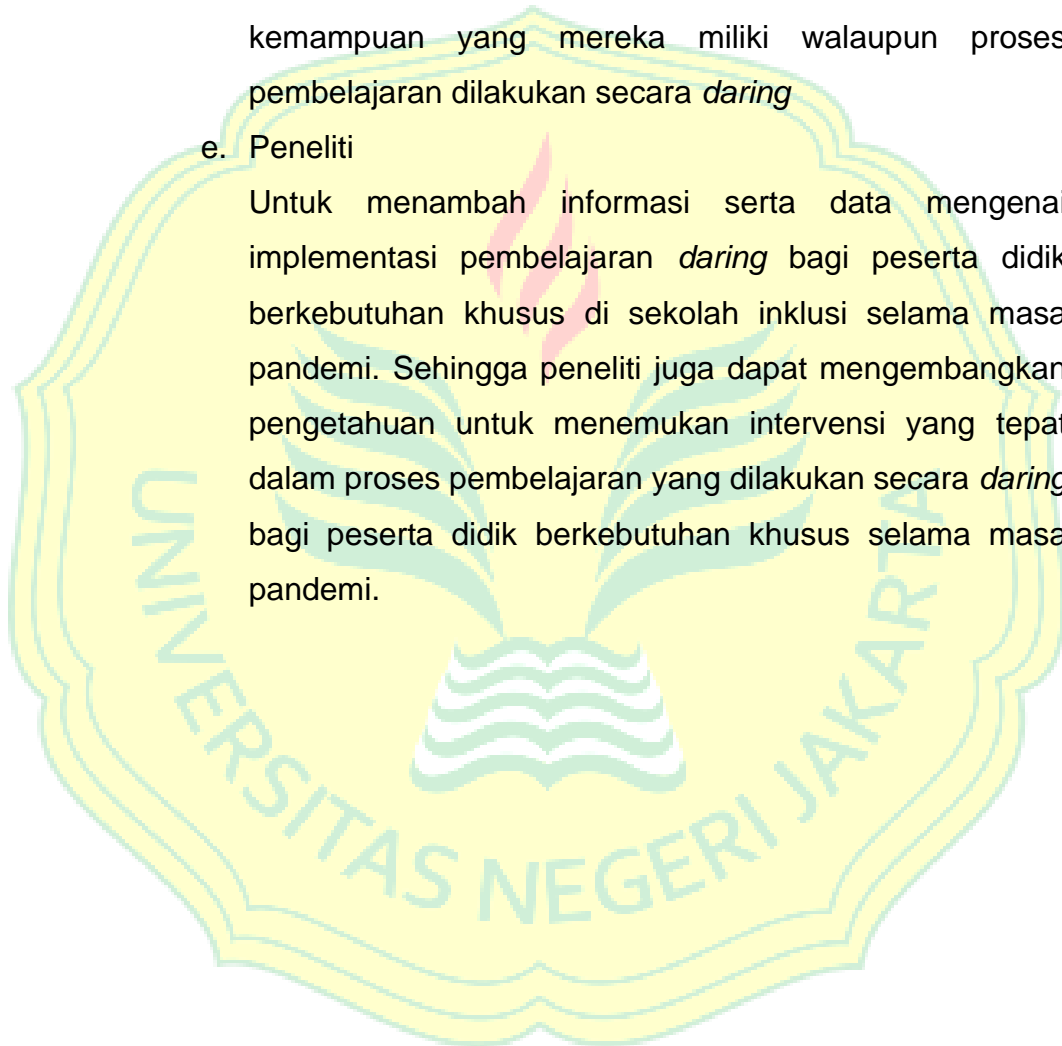 kemampuan yang mereka miliki walaupun proses
pembelajaran dilakukan secara daring
e. Peneliti
Untuk menambah informasi serta data mengenai
implementasi pembelajaran daring bagi peserta didik
berkebutuhan khusus di sekolah inklusi selama masa
pandemi. Sehingga peneliti juga dapat mengembangkan
pengetahuan untuk menemukan intervensi yang tepat
dalam proses pembelajaran yang dilakukan secara daring
bagi peserta didik berkebutuhan khusus selama masa
pandemi.
UNIVERSITAS NEGERI JAKARTA